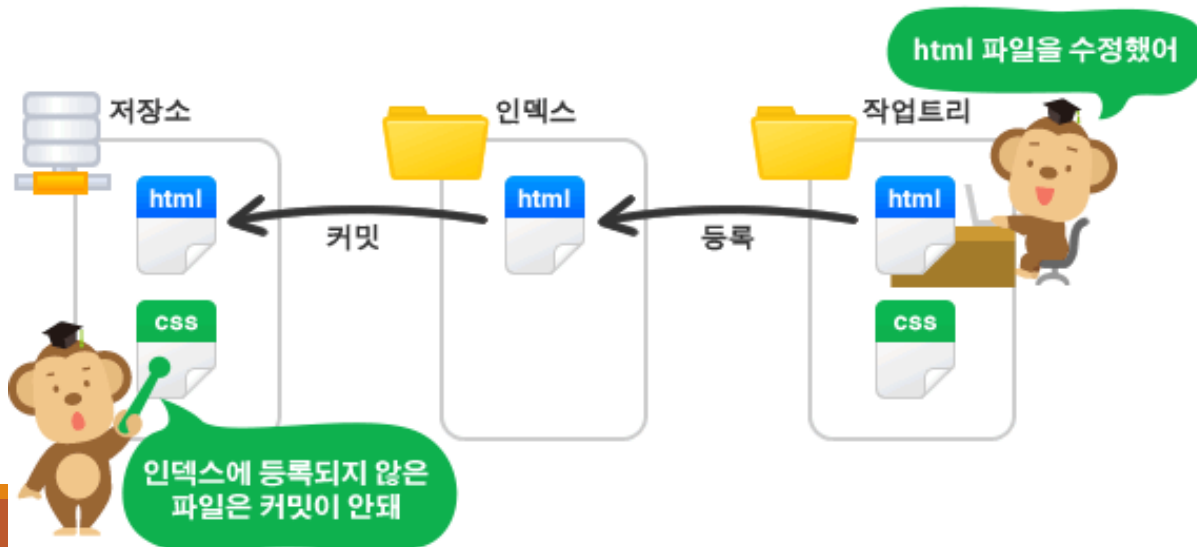 html 파일을 수정했어
저장소
인덱스
작업트리
html
html
html
커밋
등록
css
css
인덱스에 등록되지 않은
파일은 커밋이 안돼